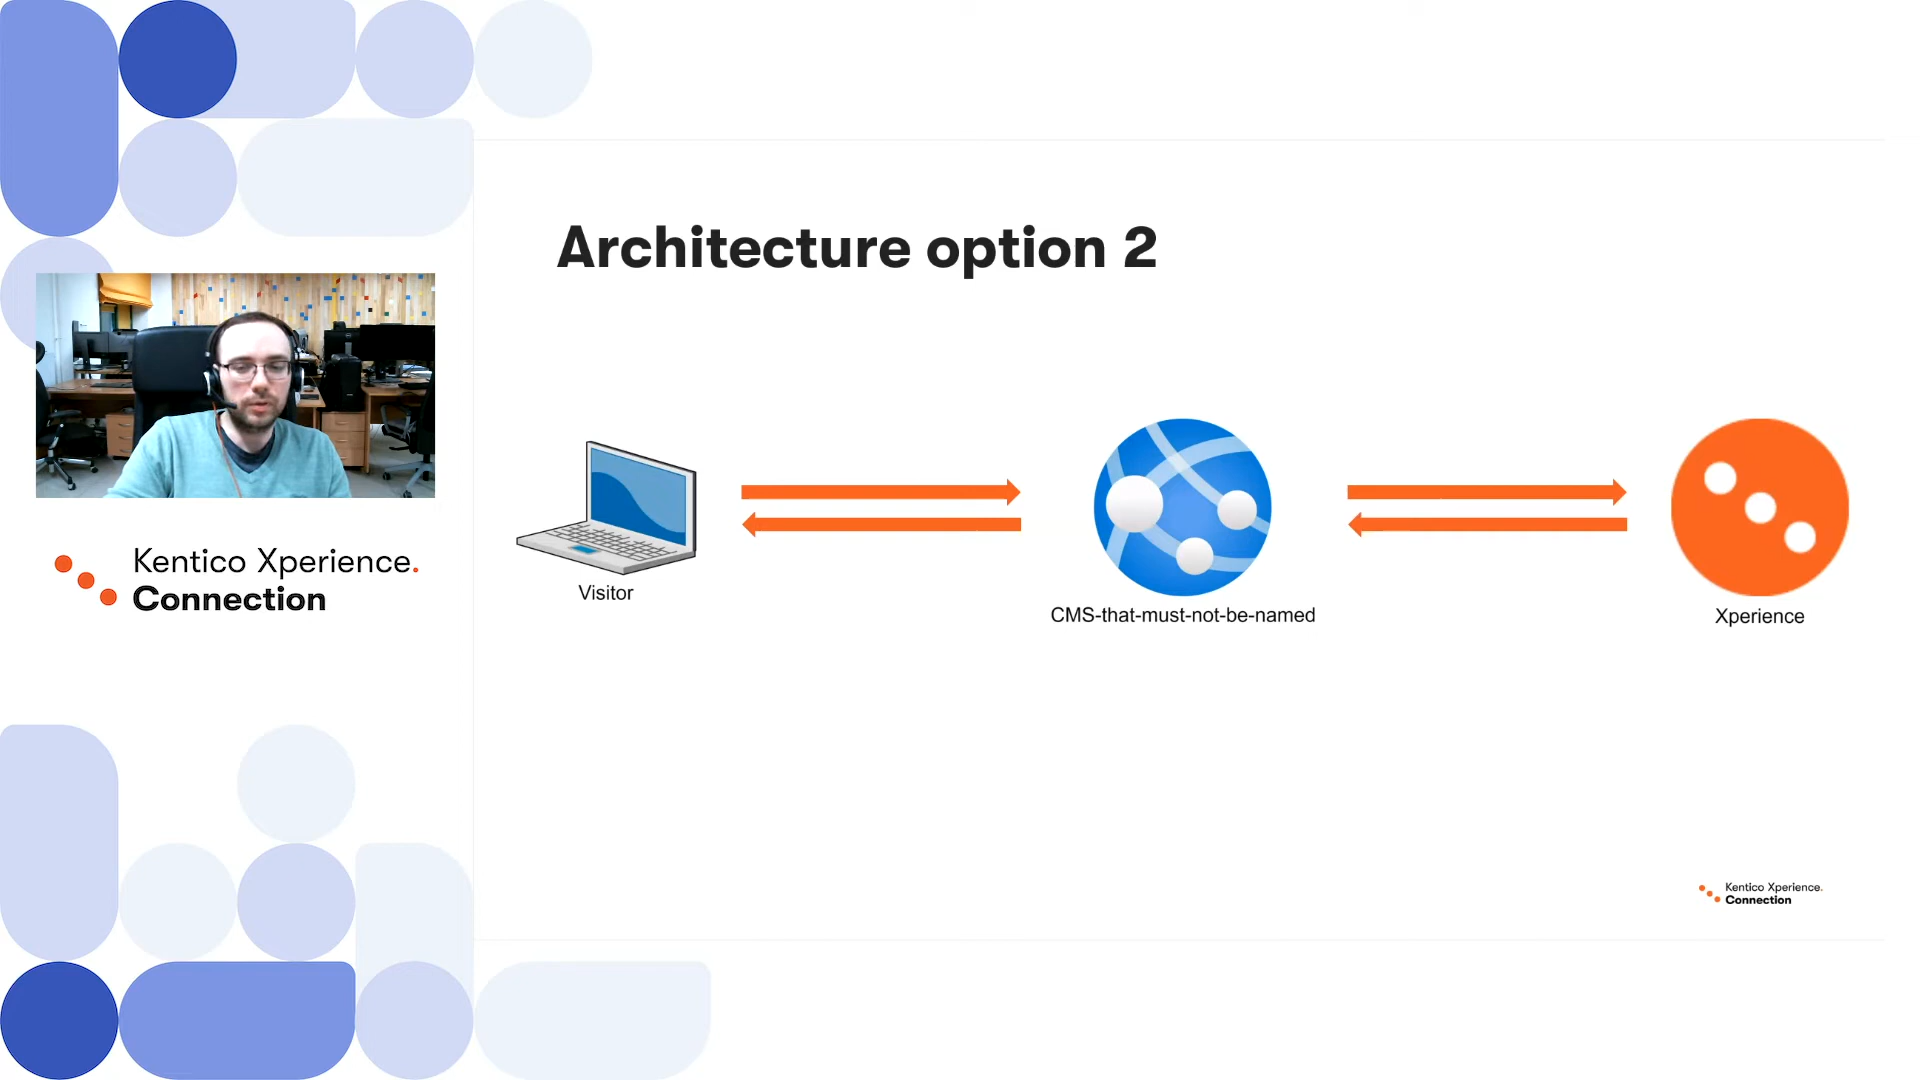 Architecture option 2
Kentico Xperience.
Connection
Visitor
CMS-that-must-not-be-named
Xperience
Kentico Xperience.
Connection